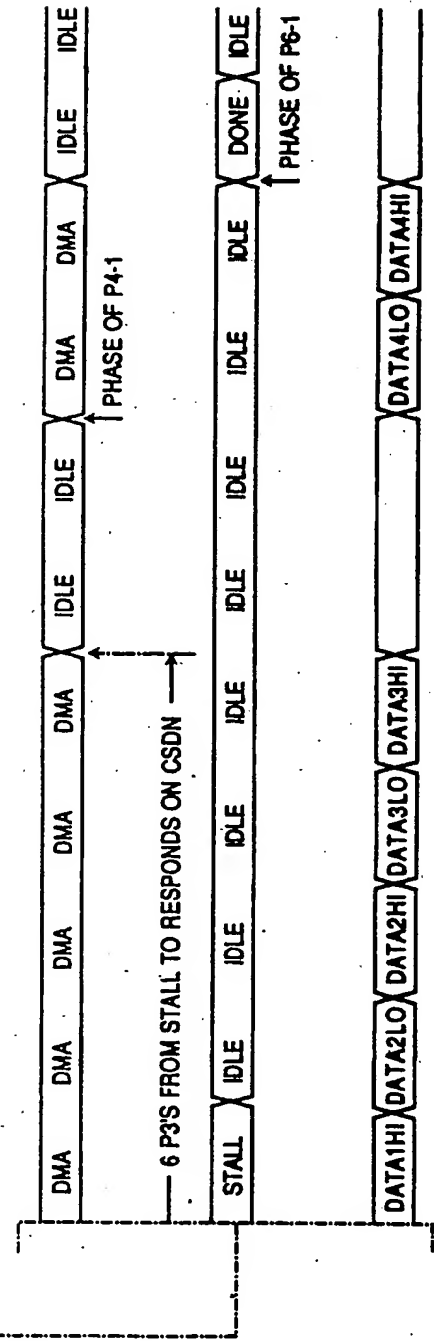 DMA DMA DMA DMA DMA IDLE IDLE DMA DMA IDLE IDLE
PHASE OF P4-1
6 P3'S FROM STALL TO RESPONDS ON CSDN
STALL IDLE IDLE IDLE IDLE IDLE IDLE IDLE IDLE DONE IDLE
PHASE OF P6-1
DATA1HI DATA2LO DATA2HI DATA3LO DATA3HI DATA4LO DATA4HI